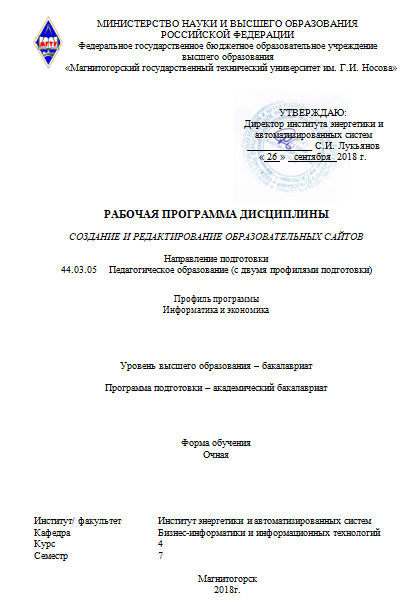 МИНИСТЕРСТВО НАУКИ И ВЫСШЕГО ОБРАЗОВАНИЯ
РОССИЙСКОЙ ФЕДЕРАЦИИ
Федеральное государственное бюджетное образовательное учреждение
высшего образования
«Магнитогорский государственный технический университет им. Г.И. Носова»
УТВЕРЖДАЮ:
Директор института энергетики и
автоматизированных систем
С.И. Лукьянов
« 26 » сентября 2018 г.
РАБОЧАЯ ПРОГРАММА ДИСЦИПЛИНЫ
СОЗДАНИЕ И РЕДАКТИРОВАНИЕ ОБРАЗОВАТЕЛЬНЫХ САЙТОВ
Направление подготовки
44.03.05 Педагогическое образование (с двумя профилями подготовки)
Профиль программы
Информатика и экономика
Уровень высшего образования – бакалавриат
Программа подготовки – академический бакалавриат
Форма обучения
Очная
Институт/ факультет Институт энергетики и автоматизированных систем
Кафедра Бизнес-информатики и информационных технологий
Курс 4
Семестр 7
Магнитогорск
2018г.